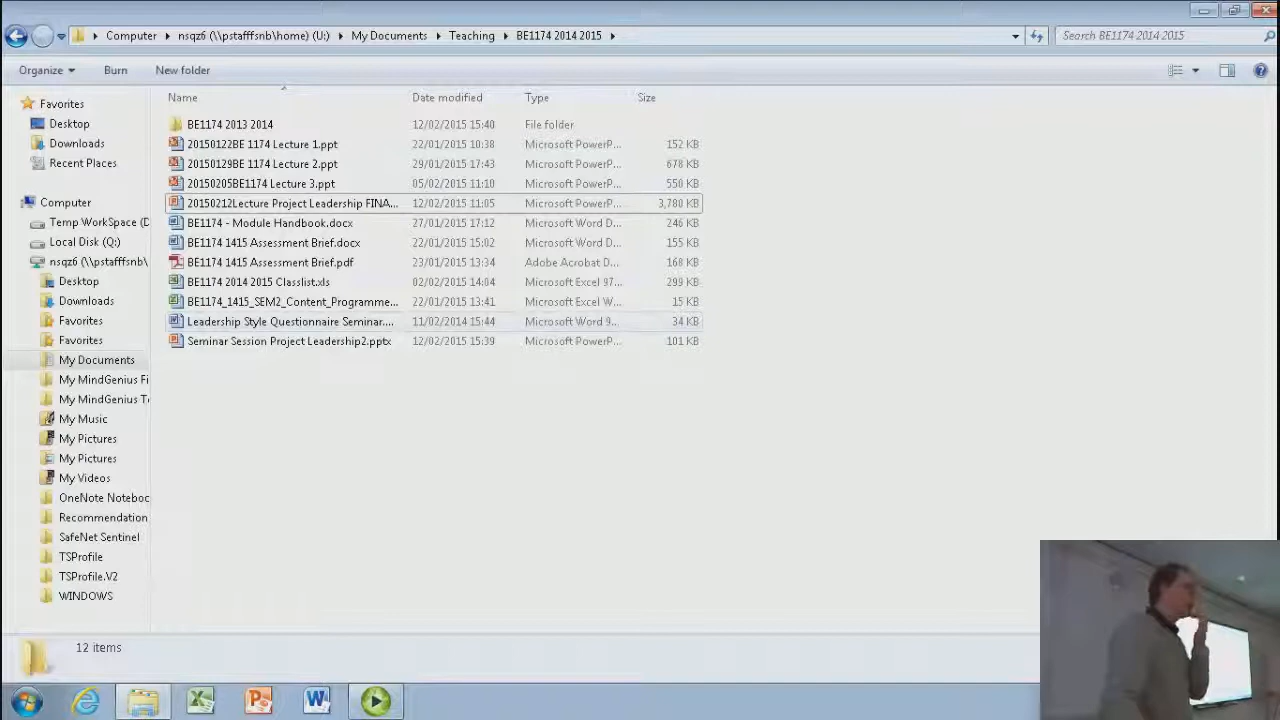 Computer nsqz6 (\\pstafffsnb\home) (U:) My Documents Teaching BE1174 2014 2015
Search BE1174 2014 2015
Organize Burn New folder
Name Date modified Type Size
BE1174 2013 2014 12/02/2015 15:40 File folder
20150122BE 1174 Lecture 1.ppt 22/01/2015 10:38 Microsoft PowerP... 152 KB
20150129BE 1174 Lecture 2.ppt 29/01/2015 17:43 Microsoft PowerP... 678 KB
20150205BE1174 Lecture 3.ppt 05/02/2015 11:10 Microsoft PowerP... 550 KB
20150212Lecture Project Leadership FINA... 12/02/2015 11:05 Microsoft PowerP... 3,780 KB
BE1174 - Module Handbook.docx 27/01/2015 17:12 Microsoft Word D... 246 KB
BE1174 1415 Assessment Brief.docx 22/01/2015 15:02 Microsoft Word D... 155 KB
BE1174 1415 Assessment Brief.pdf 23/01/2015 13:34 Adobe Acrobat D... 168 KB
BE1174 2014 2015 Classlist.xls 02/02/2015 14:04 Microsoft Excel 97... 299 KB
BE1174_1415_SEM2_Content_Programme... 22/01/2015 13:41 Microsoft Excel W... 15 KB
Leadership Style Questionnaire Seminar.... 11/02/2014 15:44 Microsoft Word 9... 34 KB
Seminar Session Project Leadership2.pptx 12/02/2015 15:39 Microsoft PowerP... 101 KB
Favorites
Desktop
Downloads
Recent Places
Computer
Temp WorkSpace (D
Local Disk (Q:)
nsqz6 (\\pstafffsnb\
Desktop
Downloads
Favorites
Favorites
My Documents
My MindGenius Fi
My MindGenius Te
My Music
My Pictures
My Pictures
My Videos
OneNote Noteboo
Recommendation
SafeNet Sentinel
TSProfile
TSProfile.V2
WINDOWS
12 items